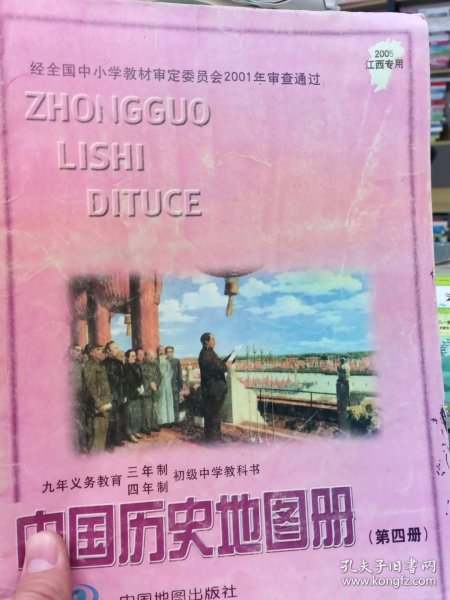 2005
江西专用
经全国中小学教材审定委员会2001年审查通过
ZHONGGUO
LISHI
DITUCE
九年义务教育 三年制 四年制 初级中学教科书
中国历史地图册(第四册)
中国地图出版社
孔夫子旧书网
www.kongfz.com